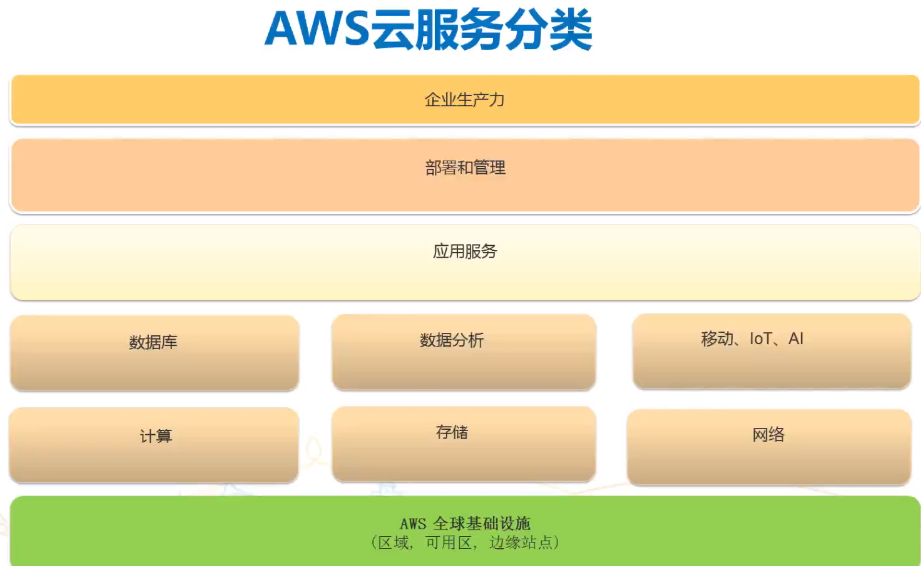 AWS云服务分类
企业生产力
部署和管理
应用服务
数据库
数据分析
移动、IoT、AI
计算
存储
网络
AWS 全球基础设施
(区域, 可用区, 边缘站点)